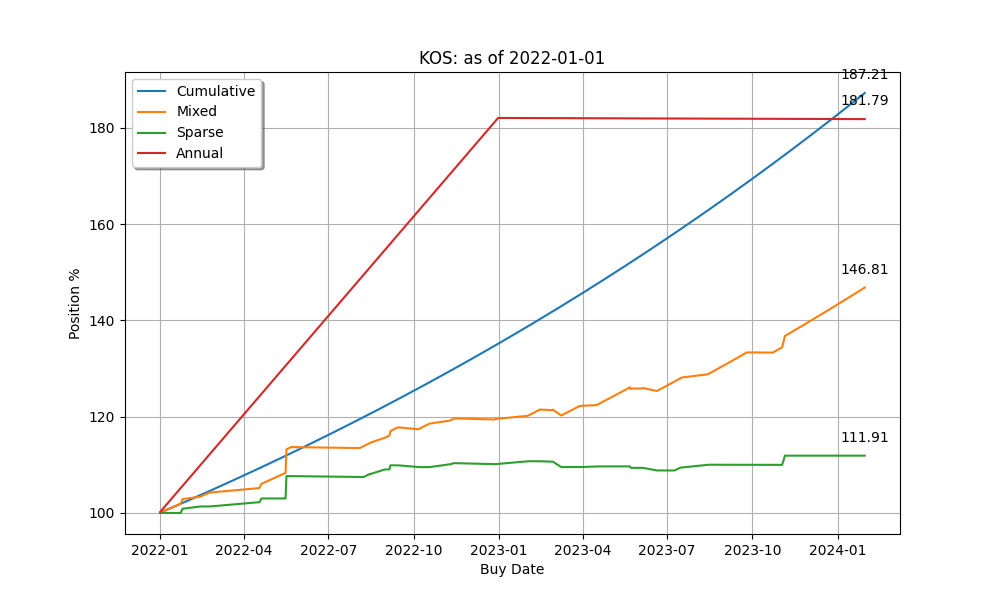 KOS: as of 2022-01-01
187.21
Cumulative
Mixed
Sparse
Annual
181.79
180
160
146.81
140
120
111.91
100
Position %
2022-01 2022-04 2022-07 2022-10 2023-01 2023-04 2023-07 2023-10 2024-01
Buy Date